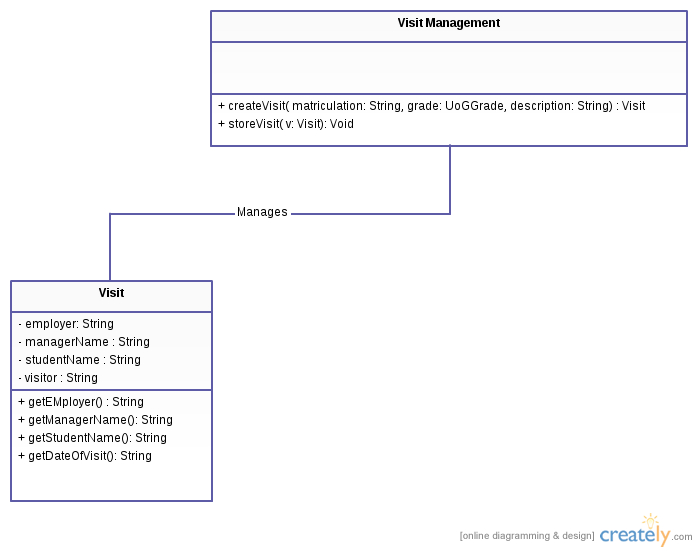 Visit Management
+ createVisit( matriculation: String, grade: UoGGrade, description: String) : Visit
+ storeVisit( v: Visit): Void
Manages
Visit
- employer: String
- managerName : String
- studentName : String
- visitor : String
+ getEMployer() : String
+ getManagerName(): String
+ getStudentName(): String
+ getDateOfVisit(): String
[online diagramming & design] creately.com